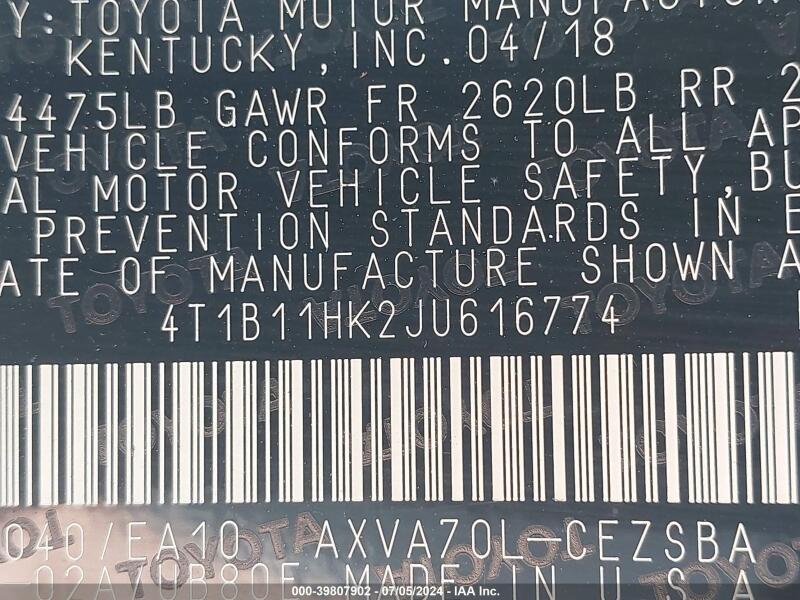 Y: TOYOTA MOTOR MANUFACTUR
KENTUCKY, INC. 04/18
4475LB GAWR FR 2620LB RR 2
VEHICLE CONFORMS TO ALL AP
AL MOTOR VEHICLE SAFETY, BU
PREVENTION STANDARDS IN E
ATE OF MANUFACTURE SHOWN A
4T1B11HK2JU616774
040/EA10 AXVA70L-CEZSBA
MADE IN U.S.A
000-39807902 - 07/05/2024 - IAA Inc.